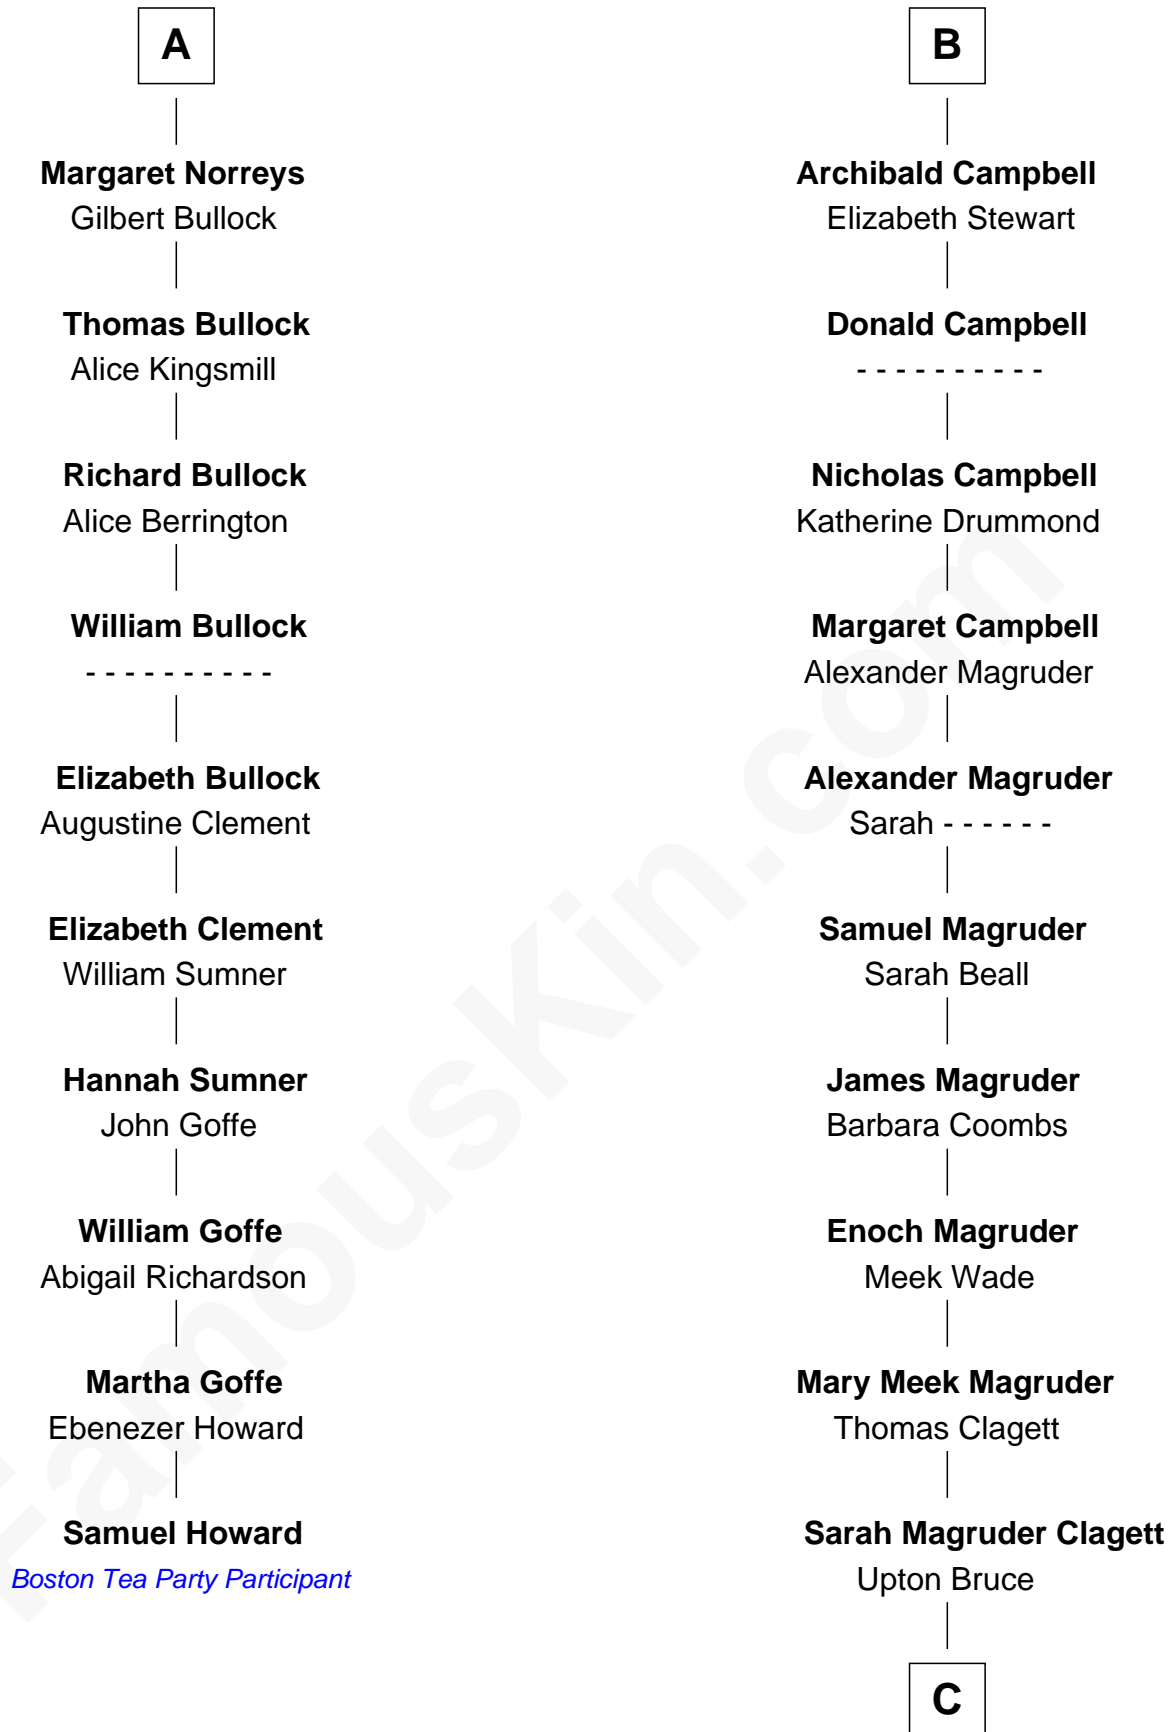 A
Margaret Norreys
Gilbert Bullock
Thomas Bullock
Alice Kingsmill
Richard Bullock
Alice Berrington
William Bullock
- - - - - - - - - -
Elizabeth Bullock
Augustine Clement
Elizabeth Clement
William Sumner
Hannah Sumner
John Goffe
William Goffe
Abigail Richardson
Martha Goffe
Ebenezer Howard
Samuel Howard
Boston Tea Party Participant
B
Archibald Campbell
Elizabeth Stewart
Donald Campbell
- - - - - - - - - -
Nicholas Campbell
Katherine Drummond
Margaret Campbell
Alexander Magruder
Alexander Magruder
Sarah - - - - - -
Samuel Magruder
Sarah Beall
James Magruder
Barbara Coombs
Enoch Magruder
Meek Wade
Mary Meek Magruder
Thomas Clagett
Sarah Magruder Clagett
Upton Bruce
C
FamousKin.com